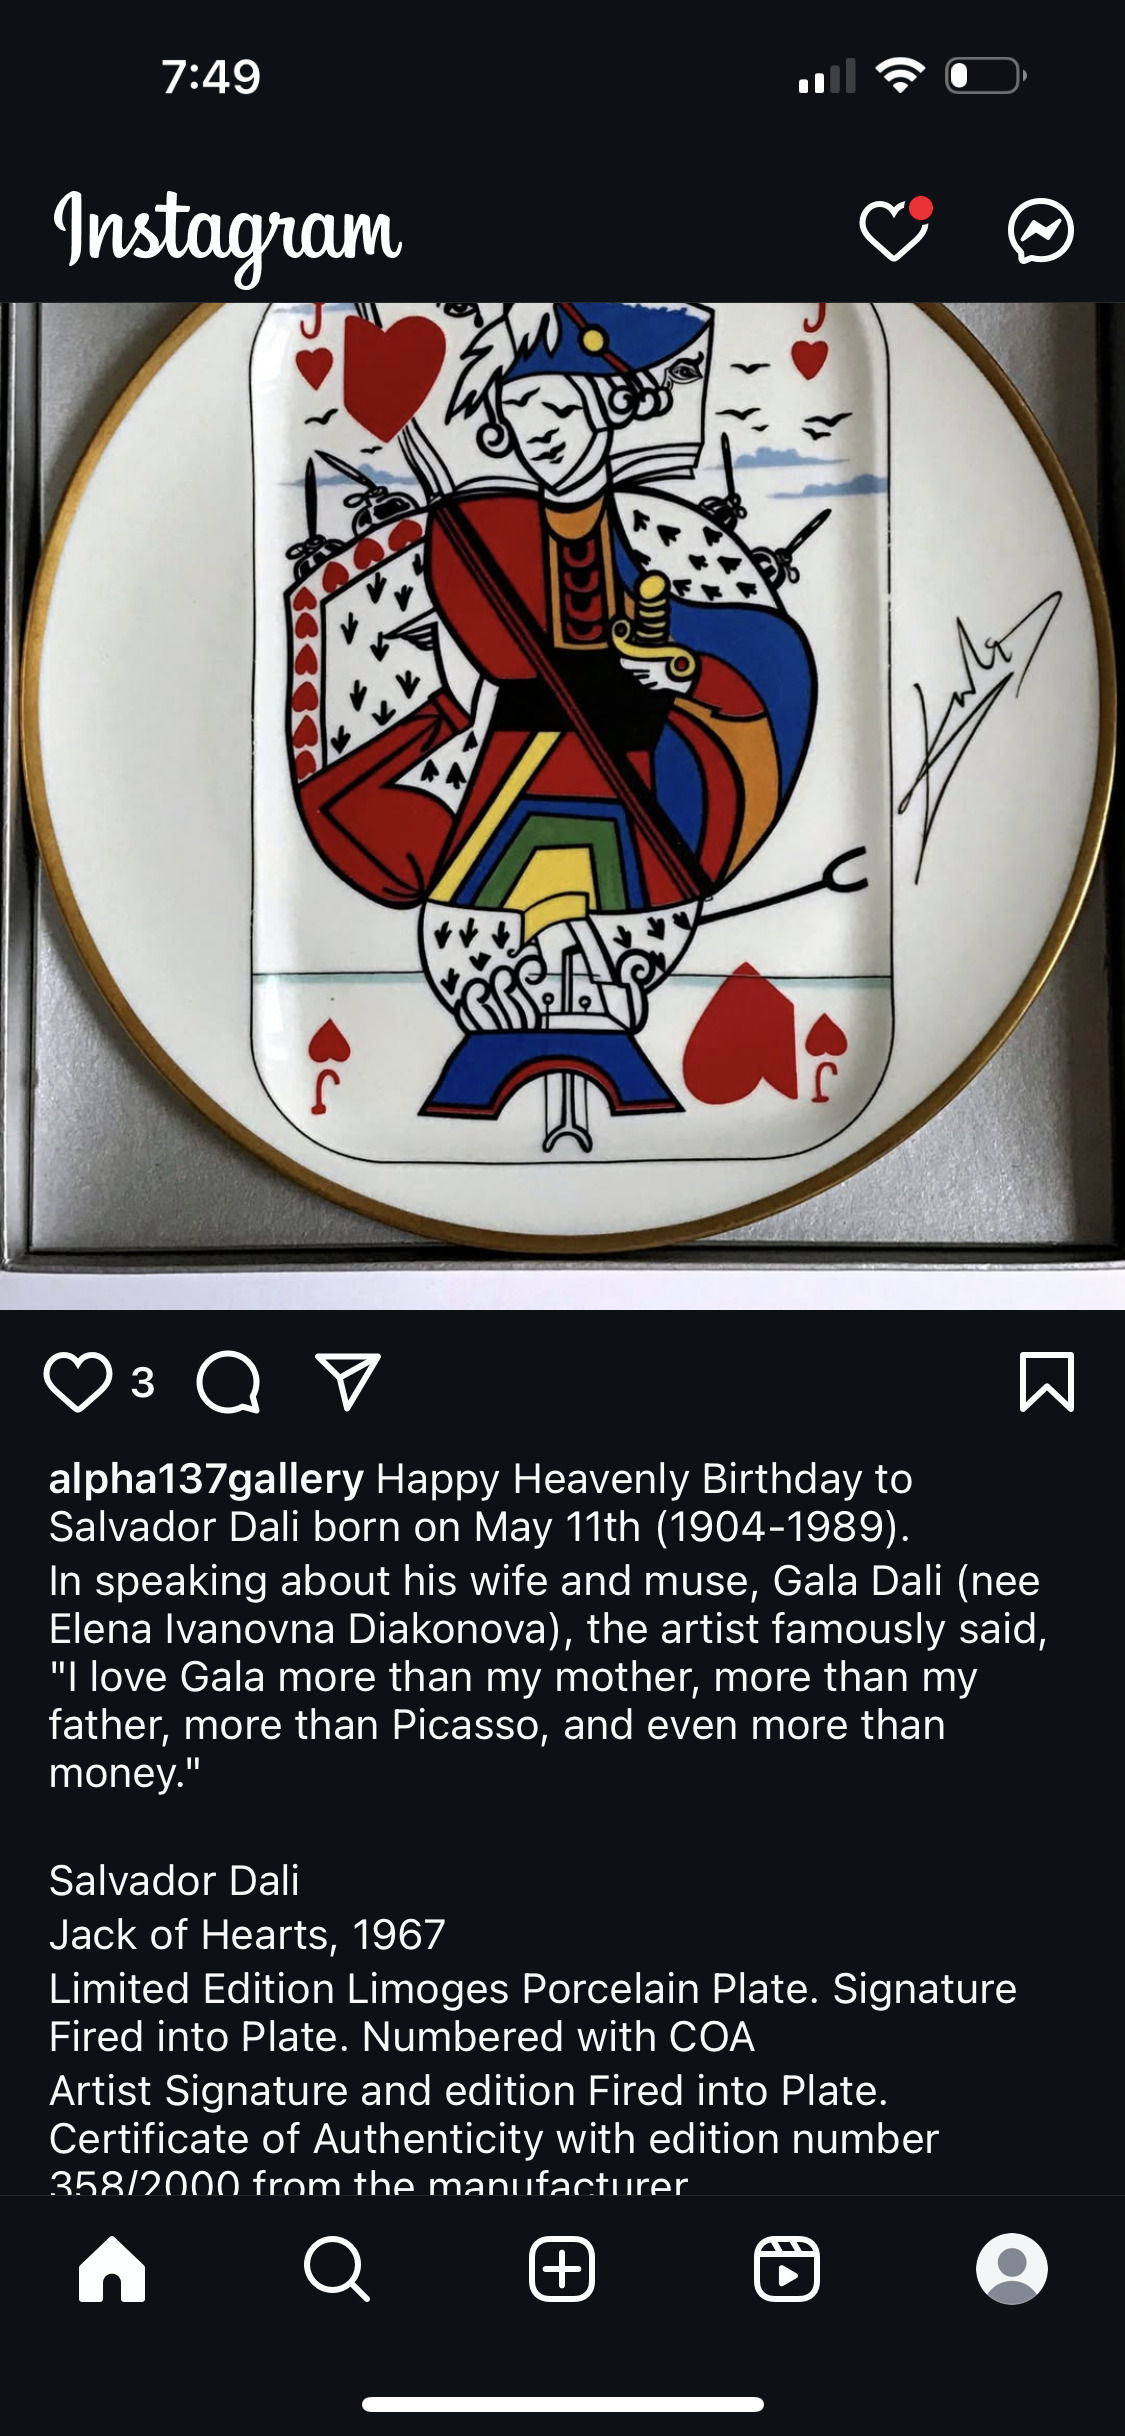 7:49
Instagram
J J
J J
3
alpha137gallery Happy Heavenly Birthday to
Salvador Dali born on May 11th (1904-1989).
In speaking about his wife and muse, Gala Dali (nee
Elena Ivanovna Diakonova), the artist famously said,
"I love Gala more than my mother, more than my
father, more than Picasso, and even more than
money."
Salvador Dali
Jack of Hearts, 1967
Limited Edition Limoges Porcelain Plate. Signature
Fired into Plate. Numbered with COA
Artist Signature and edition Fired into Plate.
Certificate of Authenticity with edition number
358/2000 from the manufacturer